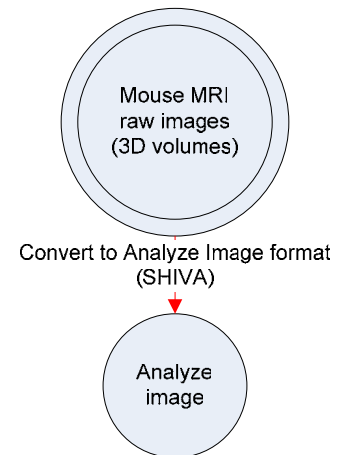 Mouse MRI
raw images
(3D volumes)
Convert to Analyze Image format
(SHIVA)
Analyze
image